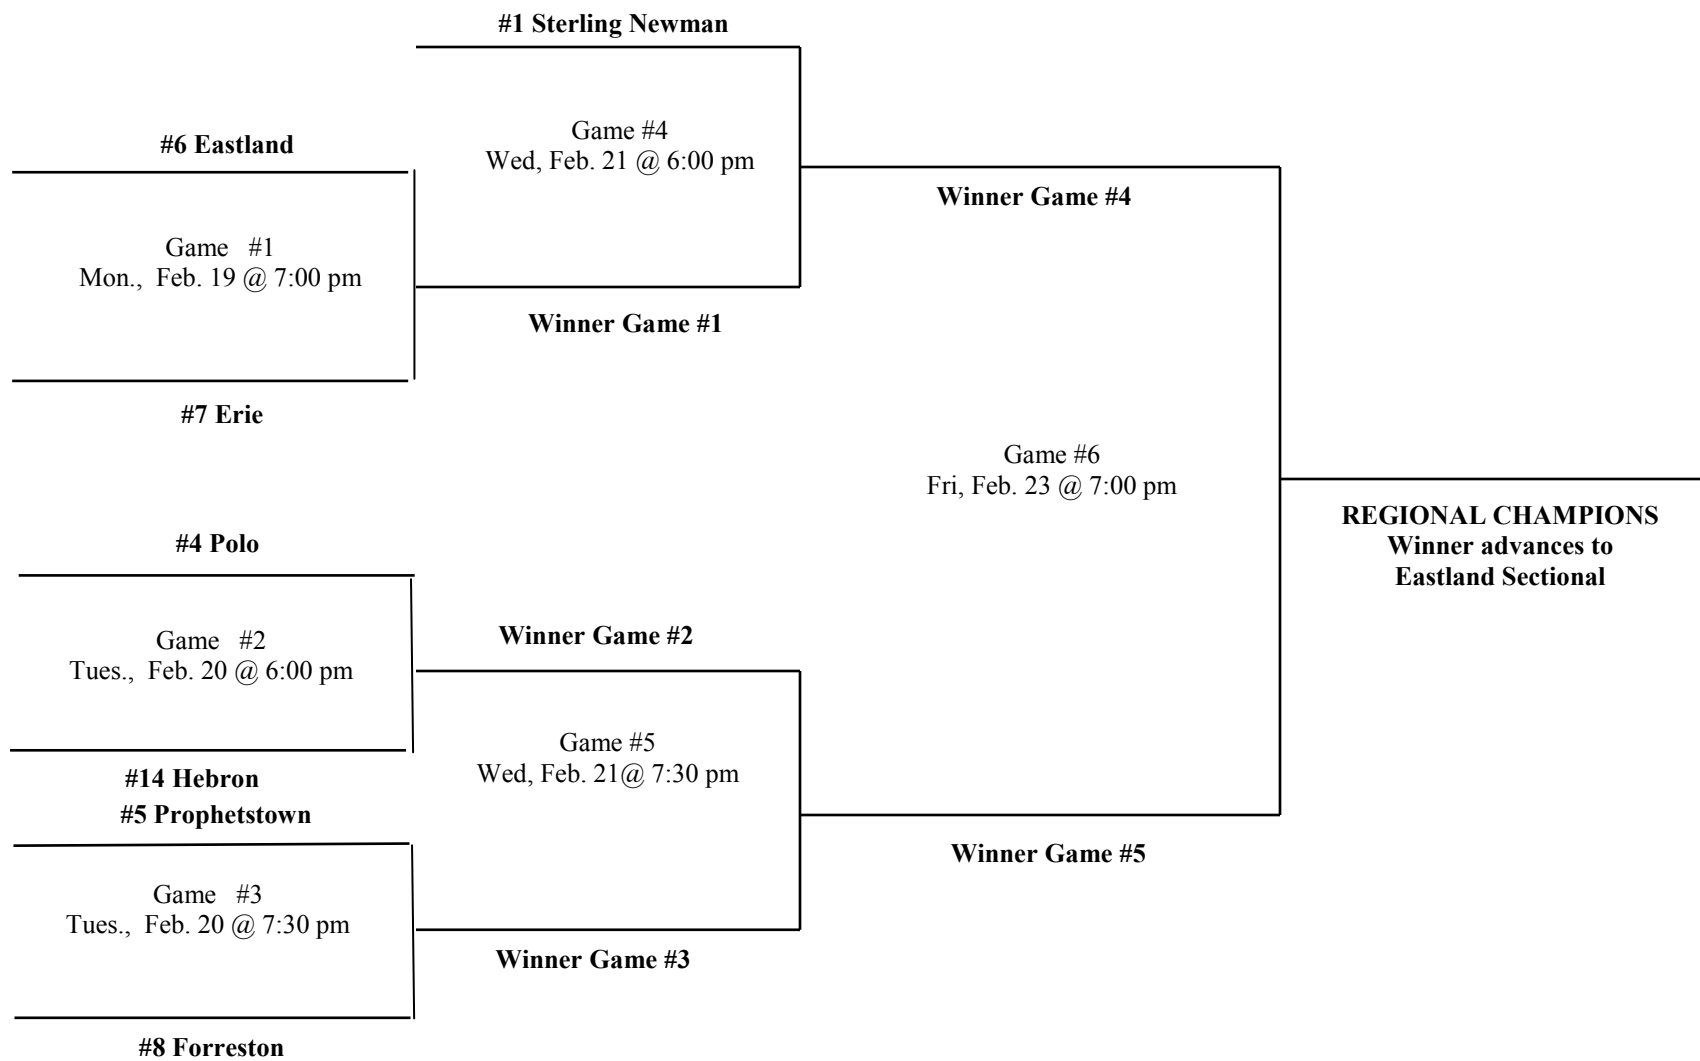 #1 Sterling Newman
Game #4
Wed, Feb. 21 @ 6:00 pm
#6 Eastland
Game #1
Mon., Feb. 19 @ 7:00 pm
Winner Game #4
Winner Game #1
#7 Erie
Game #6
Fri, Feb. 23 @ 7:00 pm
REGIONAL CHAMPIONS
Winner advances to
Eastland Sectional
#4 Polo
Game #2
Tues., Feb. 20 @ 6:00 pm
Winner Game #2
#14 Hebron
Game #5
Wed, Feb. 21@ 7:30 pm
#5 Prophetstown
Game #3
Tues., Feb. 20 @ 7:30 pm
Winner Game #5
Winner Game #3
#8 Forreston